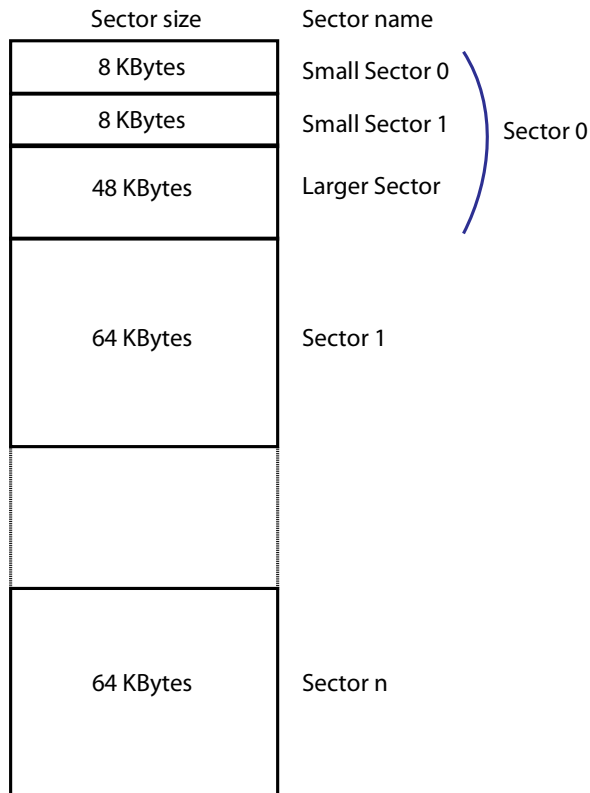 Sector size Sector name
8 KBytes Small Sector 0
8 KBytes Small Sector 1 Sector 0
48 KBytes Larger Sector
64 KBytes Sector 1
64 KBytes Sector n